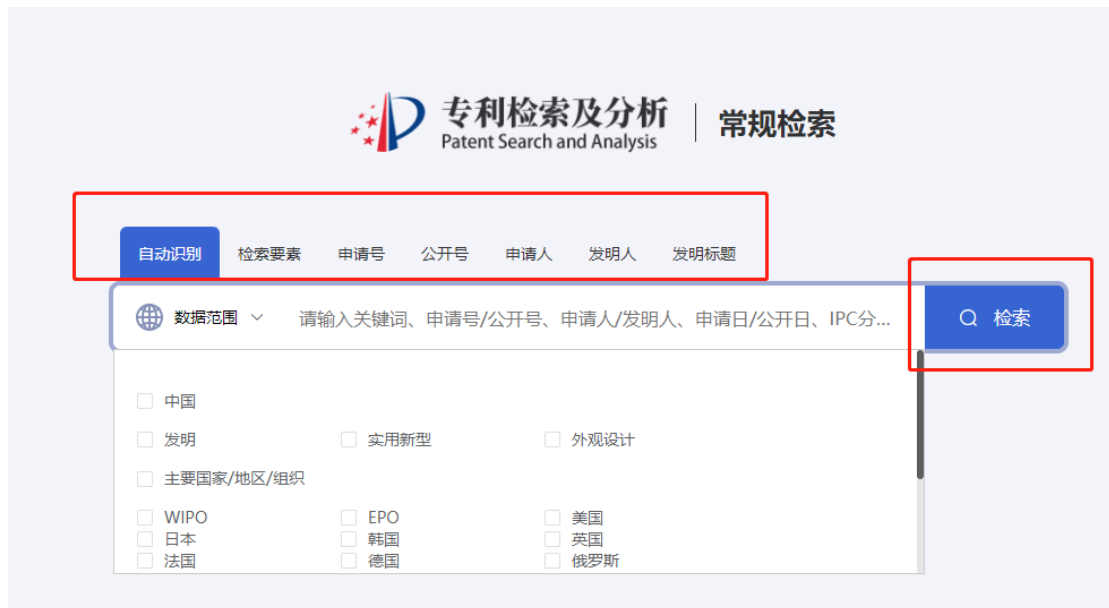 专利检索及分析 常规检索
Patent Search and Analysis
自动识别 检索要素 申请号 公开号 申请人 发明人 发明标题
数据范围 请输入关键词、申请号/公开号、申请人/发明人、申请日/公开日、IPC分... 检索
中国
发明 实用新型 外观设计
主要国家/地区/组织
WIPO EPO 美国
日本 韩国 英国
法国 德国 俄罗斯